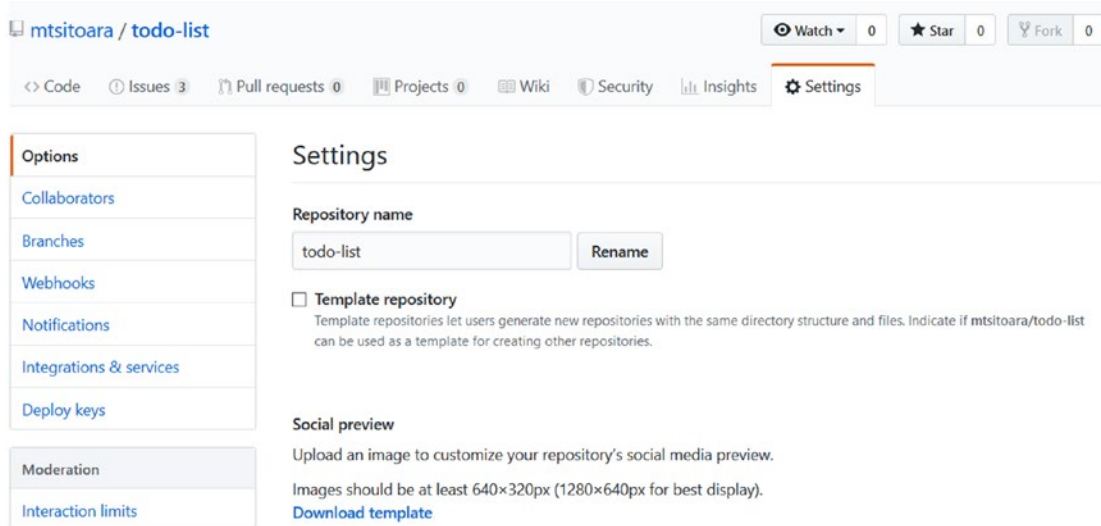 mtsitoara / todo-list
Watch 0 Star 0 Fork 0
Code Issues 3 Pull requests 0 Projects 0 Wiki Security Insights Settings
Options
Collaborators
Branches
Webhooks
Notifications
Integrations & services
Deploy keys
Moderation
Interaction limits
Settings
Repository name
todo-list Rename
Template repository
Template repositories let users generate new repositories with the same directory structure and files. Indicate if mtsitoara/todo-list
can be used as a template for creating other repositories.
Social preview
Upload an image to customize your repository's social media preview.
Images should be at least 640×320px (1280×640px for best display).
Download template